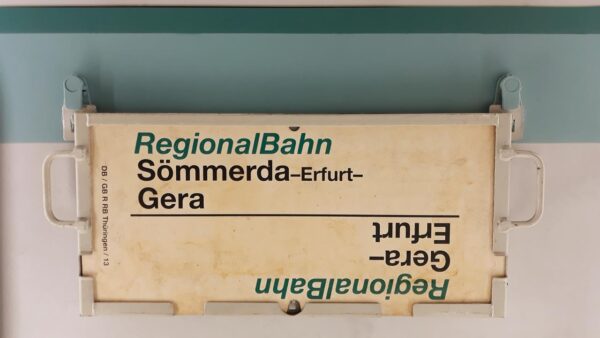 RegionalBahn
Sömmerda–Erfurt–
Gera
DB / GB R RB Thüringen / 13
RegionalBahn
Gera–
Erfurt